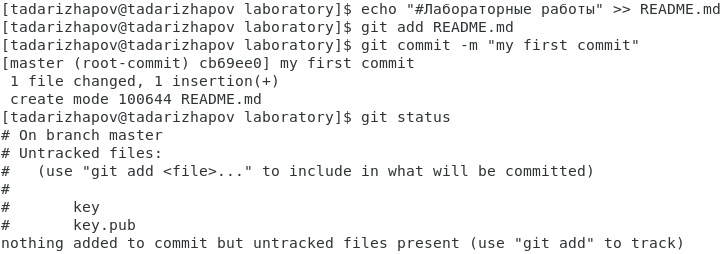 [tadarizhapov@tadarizhapov laboratory]$ echo "#Лабораторные работы" >> README.md
[tadarizhapov@tadarizhapov laboratory]$ git add README.md
[tadarizhapov@tadarizhapov laboratory]$ git commit -m "my first commit"
[master (root-commit) cb69ee0] my first commit
 1 file changed, 1 insertion(+)
 create mode 100644 README.md
[tadarizhapov@tadarizhapov laboratory]$ git status
# On branch master
# Untracked files:
#   (use "git add <file>..." to include in what will be committed)
#
#       key
#       key.pub
nothing added to commit but untracked files present (use "git add" to track)